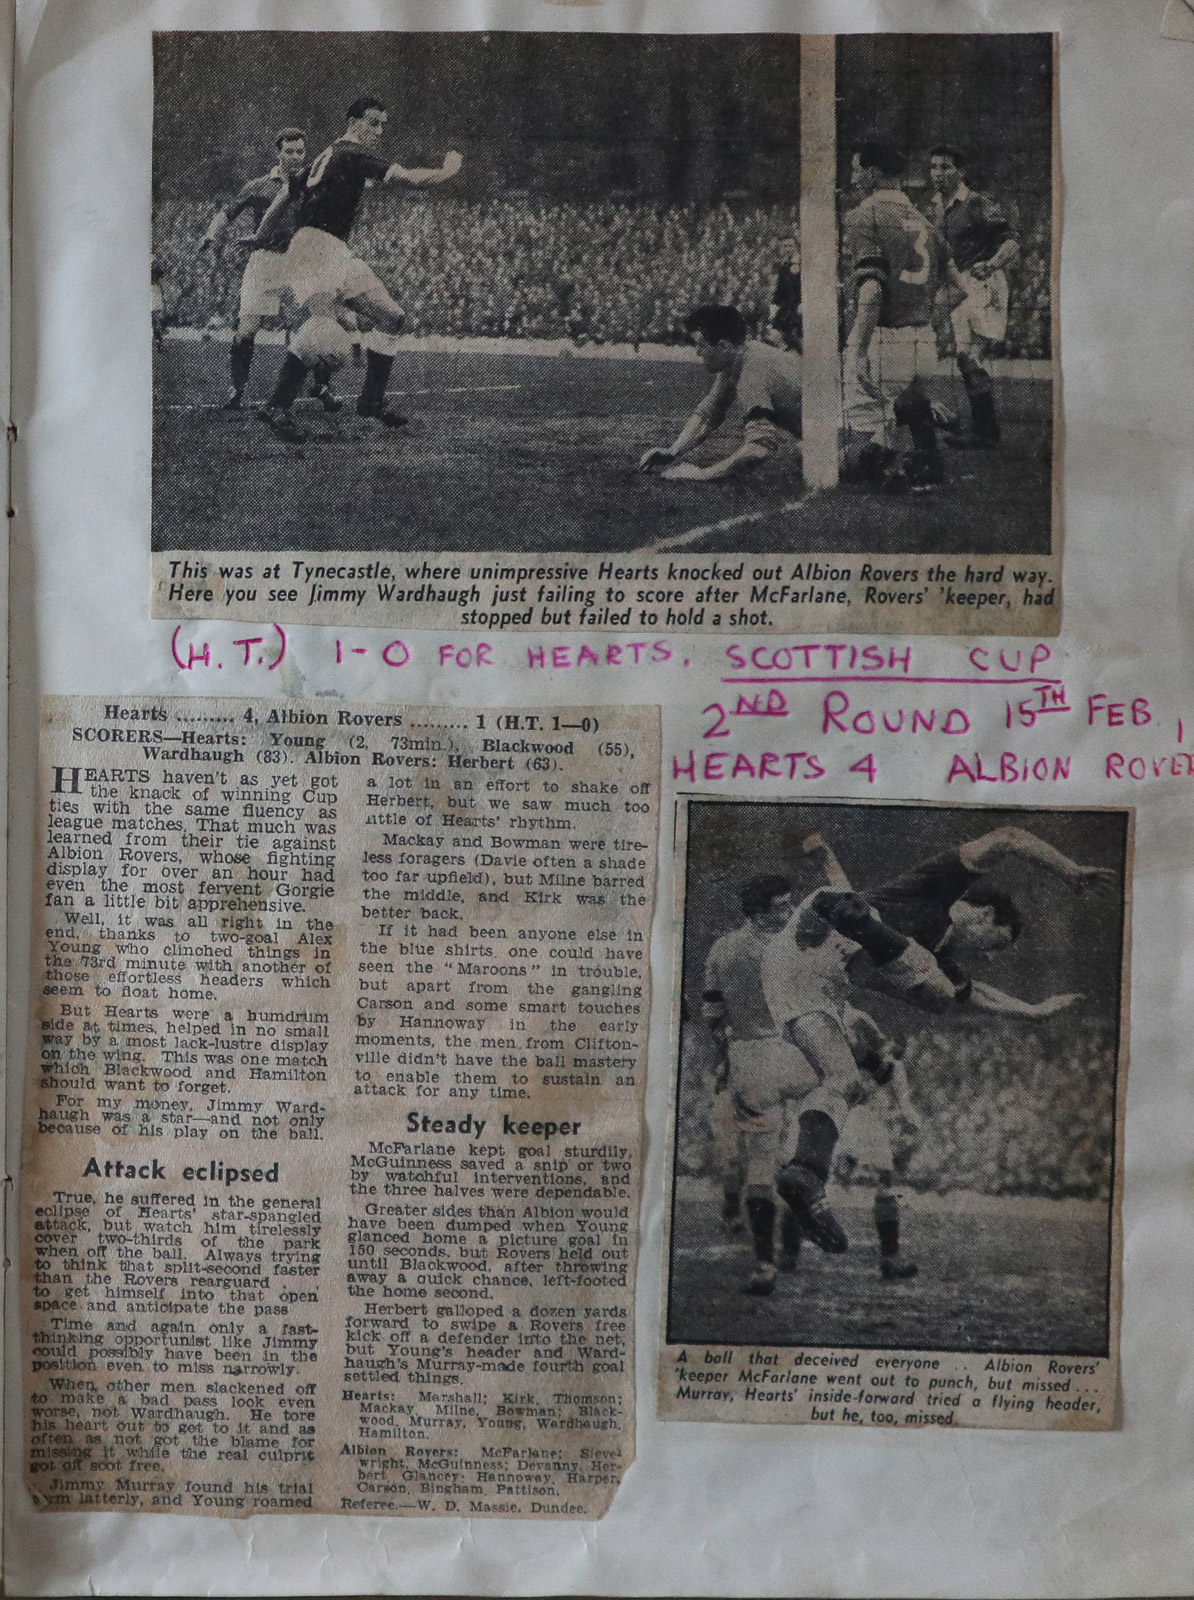 3
This was at Tynecastle, where unimpressive Hearts knocked out Albion Rovers the hard way.
Here you see Jimmy Wardhaugh just failing to score after McFarlane, Rovers' 'keeper, had
stopped but failed to hold a shot.
(H.T.) 1-0 FOR HEARTS. SCOTTISH CUP
2ND ROUND 15TH FEB,
HEARTS 4 ALBION ROVER
Hearts ......... 4, Albion Rovers ......... 1 (H.T. 1—0)
SCORERS—Hearts: Young (2, 73min.), Blackwood (55),
Wardhaugh (83). Albion Rovers: Herbert (63).
HEARTS haven't as yet got
the knack of winning Cup
ties with the same fluency as
league matches. That much was
learned from their tie against
Albion Rovers, whose fighting
display for over an hour had
even the most fervent Gorgie
fan a little bit apprehensive.
Well, it was all right in the
end, thanks to two-goal Alex
Young who clinched things in
the 73rd minute with another of
those effortless headers which
seem to float home.
But Hearts were a humdrum
side at times, helped in no small
way by a most lack-lustre display
on the wing. This was one match
which Blackwood and Hamilton
should want to forget.
For my money, Jimmy Ward-
haugh was a star—and not only
because of his play on the ball.
Attack eclipsed
True, he suffered in the general
eclipse of Hearts' star-spangled
attack, but watch him tirelessly
cover two-thirds of the park
when off the ball. Always trying
to think that split-second faster
than the Rovers rearguard
to get himself into that open
space and anticipate the pass
Time and again only a fast-
thinking opportunist like Jimmy
could possibly have been in the
position even to miss narrowly.
When other men slackened off
to make a bad pass look even
worse, not Wardhaugh. He tore
his heart out to get to it and as
often as not got the blame for
missing it while the real culprit
got off scot free.
Jimmy Murray found his trial
latterly, and Young roamed
a lot in an effort to shake off
Herbert, but we saw much too
little of Hearts' rhythm.
Mackay and Bowman were tire-
less foragers (Davie often a shade
too far upfield), but Milne barred
the middle, and Kirk was the
better back.
If it had been anyone else in
the blue shirts, one could have
seen the "Maroons" in trouble,
but apart from the gangling
Carson and some smart touches
by Hannoway in the early
moments, the men from Clifton-
ville didn't have the ball mastery
to enable them to sustain an
attack for any time.
Steady keeper
McFarlane kept goal sturdily,
McGuinness saved a snip or two
by watchful interventions, and
the three halves were dependable.
Greater sides than Albion would
have been dumped when Young
glanced home a picture goal in
150 seconds, but Rovers held out
until Blackwood, after throwing
away a quick chance, left-footed
the home second.
Herbert galloped a dozen yards
forward to swipe a Rovers free
kick off a defender into the net,
but Young's header and Ward-
haugh's Murray-made fourth goal
settled things.
Hearts: Marshall; Kirk, Thomson;
Mackay, Milne, Bowman; Black-
wood, Murray, Young, Wardhaugh,
Hamilton.
Albion Rovers: McFarlane; Sieve-
wright, McGuinness; Devanny, Her-
bert, Glancey; Hannoway, Harper,
Carson, Bingham, Pattison.
Referee.—W. D. Massie, Dundee.
A ball that deceived everyone .. Albion Rovers'
'keeper McFarlane went out to punch, but missed ...
Murray, Hearts' inside-forward tried a flying header,
but he, too, missed.